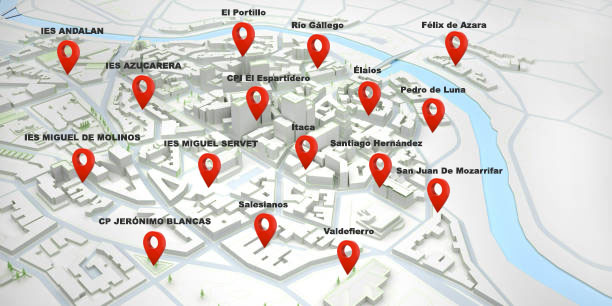 El Portillo
Río Gállego
Félix de Azara
IES ANDALAN
IES AZUCARERA
CPI El Espartidero
Élaios
Pedro de Luna
Ítaca
IES MIGUEL DE MOLINOS
IES MIGUEL SERVET
Santiago Hernández
San Juan De Mozarrifar
Salesianos
CP JERÓNIMO BLANCAS
Valdefierro